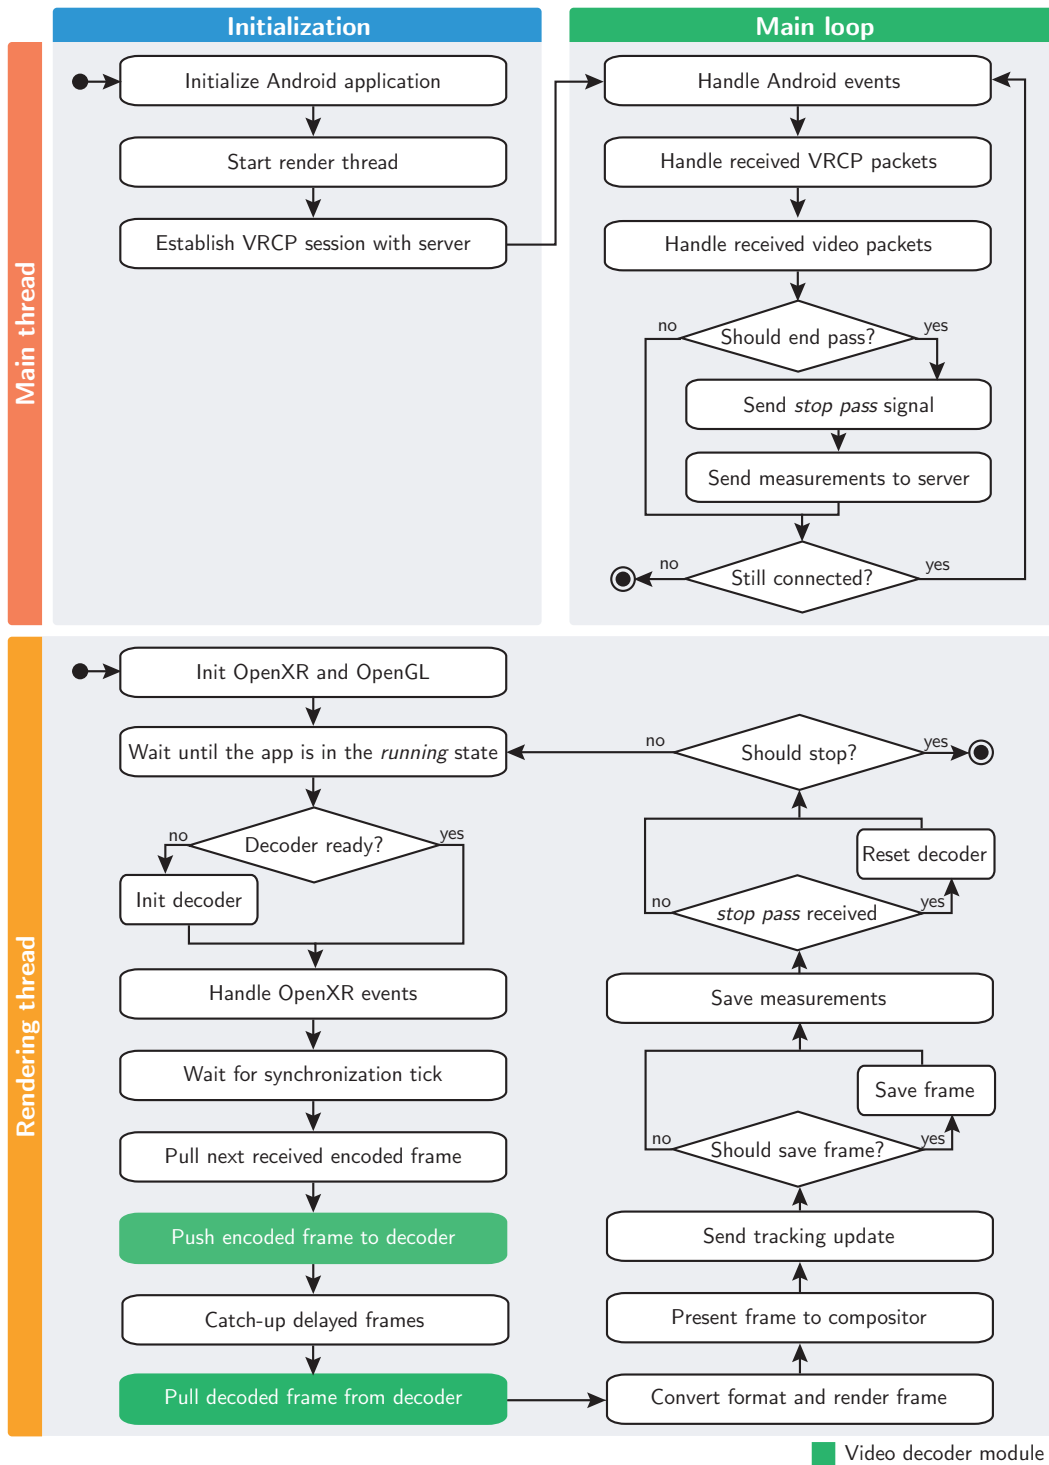 Initialization
Main loop
Main thread
Initialize Android application
Start render thread
Establish VRCP session with server
Handle Android events
Handle received VRCP packets
Handle received video packets
Should end pass?
no
yes
Send stop pass signal
Send measurements to server
Still connected?
no
yes
Rendering thread
Init OpenXR and OpenGL
Wait until the app is in the running state
Decoder ready?
no
yes
Init decoder
Handle OpenXR events
Wait for synchronization tick
Pull next received encoded frame
Push encoded frame to decoder
Catch-up delayed frames
Pull decoded frame from decoder
Convert format and render frame
Present frame to compositor
Send tracking update
Should save frame?
no
yes
Save frame
Save measurements
stop pass received
no
yes
Reset decoder
Should stop?
no
yes
Video decoder module